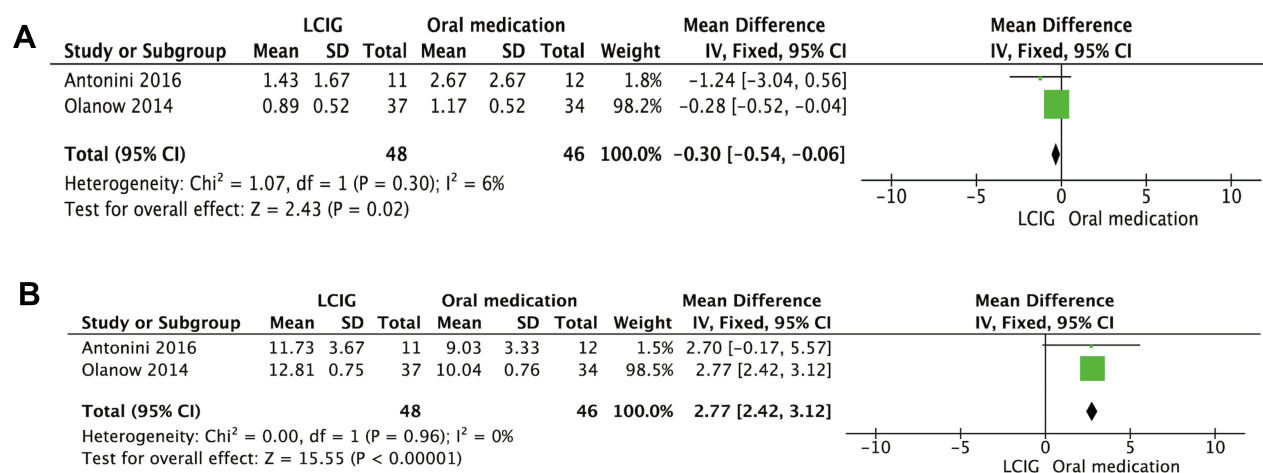 A
LCIG Oral medication Mean Difference Mean Difference
Study or Subgroup Mean SD Total Mean SD Total Weight IV, Fixed, 95% CI IV, Fixed, 95% CI
Antonini 2016 1.43 1.67 11 2.67 2.67 12 1.8% −1.24 [−3.04, 0.56]
Olanow 2014 0.89 0.52 37 1.17 0.52 34 98.2% −0.28 [−0.52, −0.04]
Total (95% CI) 48 46 100.0% −0.30 [−0.54, −0.06]
Heterogeneity: Chi² = 1.07, df = 1 (P = 0.30); I² = 6%
Test for overall effect: Z = 2.43 (P = 0.02)
−10 −5 0 5 10
LCIG Oral medication
B
LCIG Oral medication Mean Difference Mean Difference
Study or Subgroup Mean SD Total Mean SD Total Weight IV, Fixed, 95% CI IV, Fixed, 95% CI
Antonini 2016 11.73 3.67 11 9.03 3.33 12 1.5% 2.70 [−0.17, 5.57]
Olanow 2014 12.81 0.75 37 10.04 0.76 34 98.5% 2.77 [2.42, 3.12]
Total (95% CI) 48 46 100.0% 2.77 [2.42, 3.12]
Heterogeneity: Chi² = 0.00, df = 1 (P = 0.96); I² = 0%
Test for overall effect: Z = 15.55 (P < 0.00001)
−10 −5 0 5 10
LCIG Oral medication